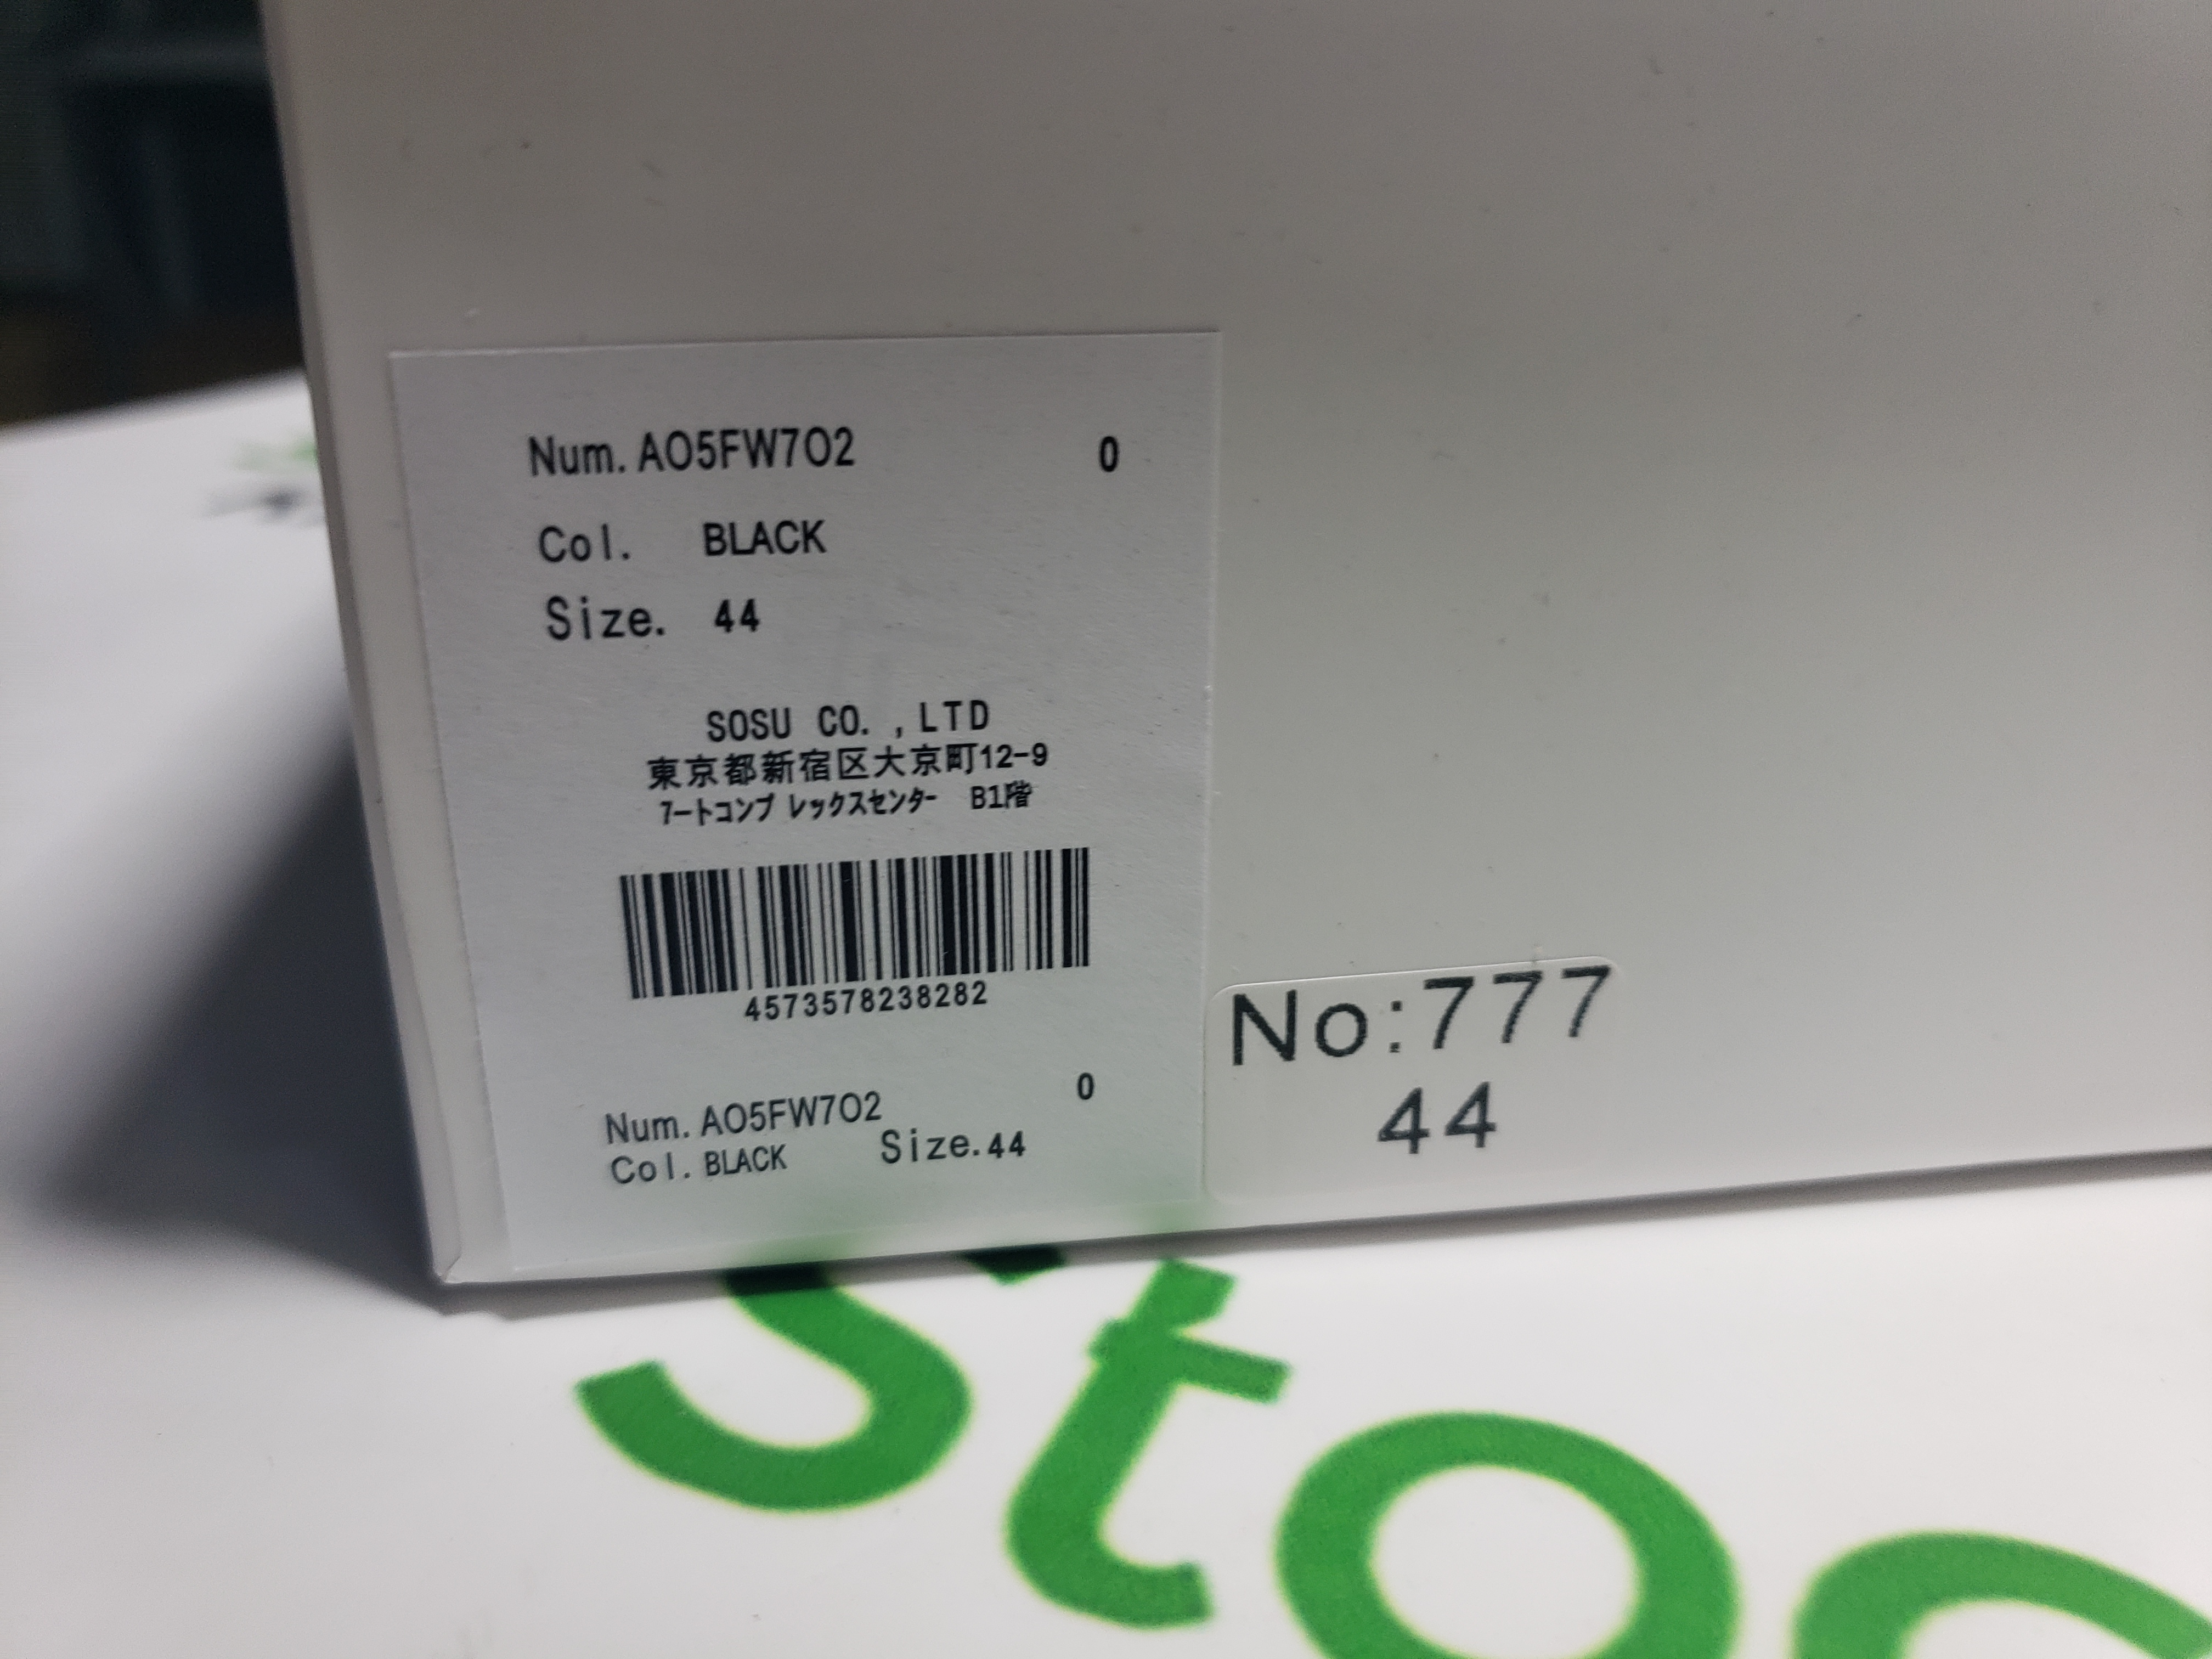 Num. AO5FW7O2 0
Col. BLACK
Size. 44
SOSU CO. ,LTD
東京都新宿区大京町12-9
ｱｰﾄｺﾝﾌﾟﾚｯｸｽｾﾝﾀｰ B1階
4573578238282
Num. AO5FW7O2 0
Col. BLACK Size. 44
No:777
44